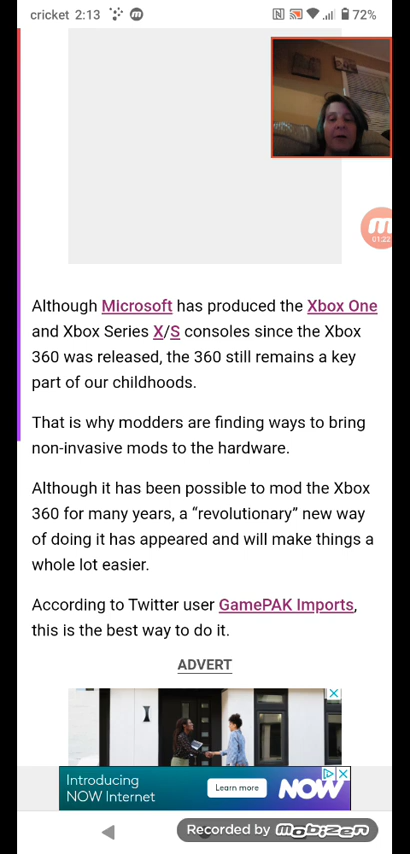 cricket 2:13 72%
01:22
Although Microsoft has produced the Xbox One
and Xbox Series X/S consoles since the Xbox
360 was released, the 360 still remains a key
part of our childhoods.
That is why modders are finding ways to bring
non-invasive mods to the hardware.
Although it has been possible to mod the Xbox
360 for many years, a “revolutionary” new way
of doing it has appeared and will make things a
whole lot easier.
According to Twitter user GamePAK Imports,
this is the best way to do it.
ADVERT
Introducing
NOW Internet
Learn more
NOW
Recorded by mobizen